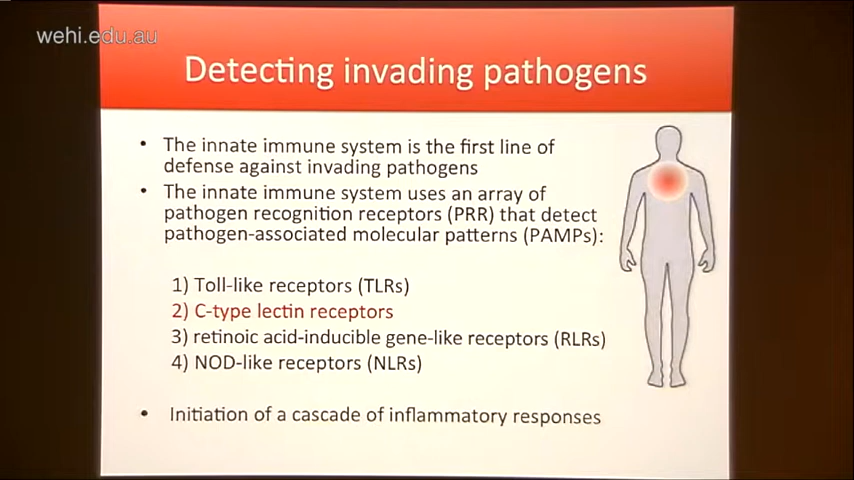 wehi.edu.au
Detecting invading pathogens
• The innate immune system is the first line of
defense against invading pathogens
• The innate immune system uses an array of
pathogen recognition receptors (PRR) that detect
pathogen-associated molecular patterns (PAMPs):
1) Toll-like receptors (TLRs)
2) C-type lectin receptors
3) retinoic acid-inducible gene-like receptors (RLRs)
4) NOD-like receptors (NLRs)
• Initiation of a cascade of inflammatory responses